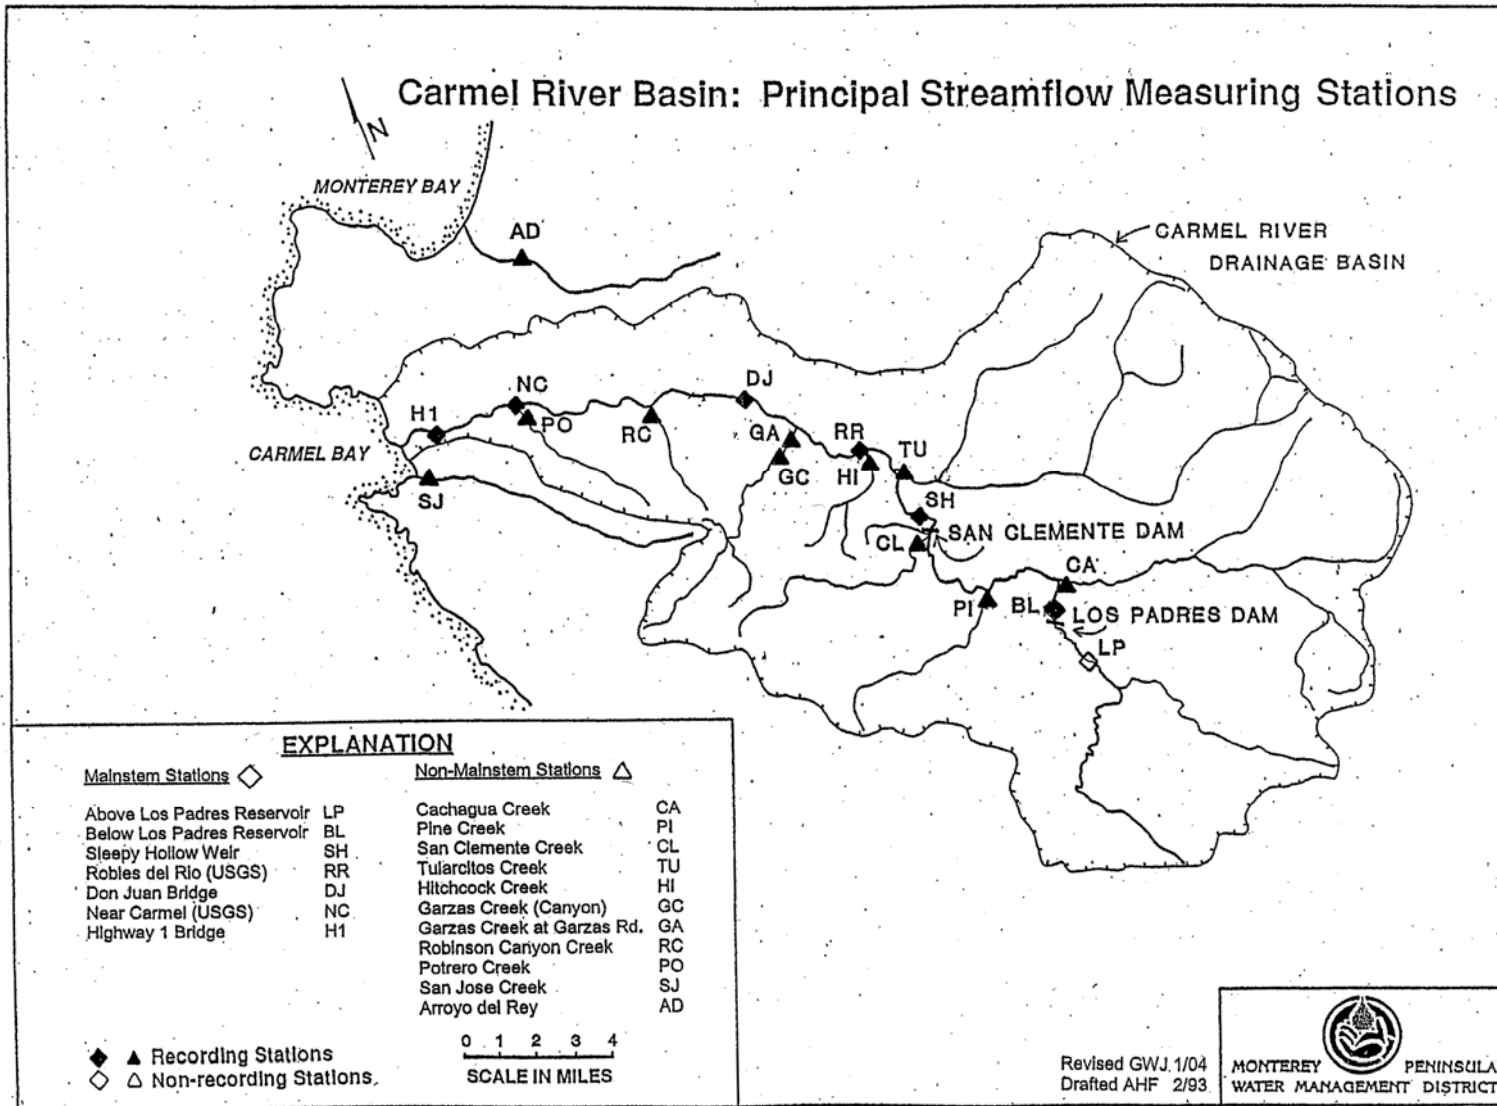 Carmel River Basin: Principal Streamflow Measuring Stations
N
MONTEREY BAY
AD
CARMEL RIVER
DRAINAGE BASIN
H1
NC
PO
RC
DJ
GA
GC
RR
HI
TU
SH
CARMEL BAY
SJ
CL
SAN CLEMENTE DAM
PI
CA
BL
LOS PADRES DAM
LP
EXPLANATION
Mainstem Stations
Above Los Padres Reservoir LP
Below Los Padres Reservoir BL
Sleepy Hollow Weir SH
Robles del Rio (USGS) RR
Don Juan Bridge DJ
Near Carmel (USGS) NC
Highway 1 Bridge H1
Non-Mainstem Stations
Cachagua Creek CA
Pine Creek PI
San Clemente Creek CL
Tularcitos Creek TU
Hitchcock Creek HI
Garzas Creek (Canyon) GC
Garzas Creek at Garzas Rd. GA
Robinson Canyon Creek RC
Potrero Creek PO
San Jose Creek SJ
Arroyo del Rey AD
Recording Stations
Non-recording Stations
0 1 2 3 4
SCALE IN MILES
Revised GWJ 1/04
Drafted AHF 2/93
MONTEREY PENINSULA
WATER MANAGEMENT DISTRICT